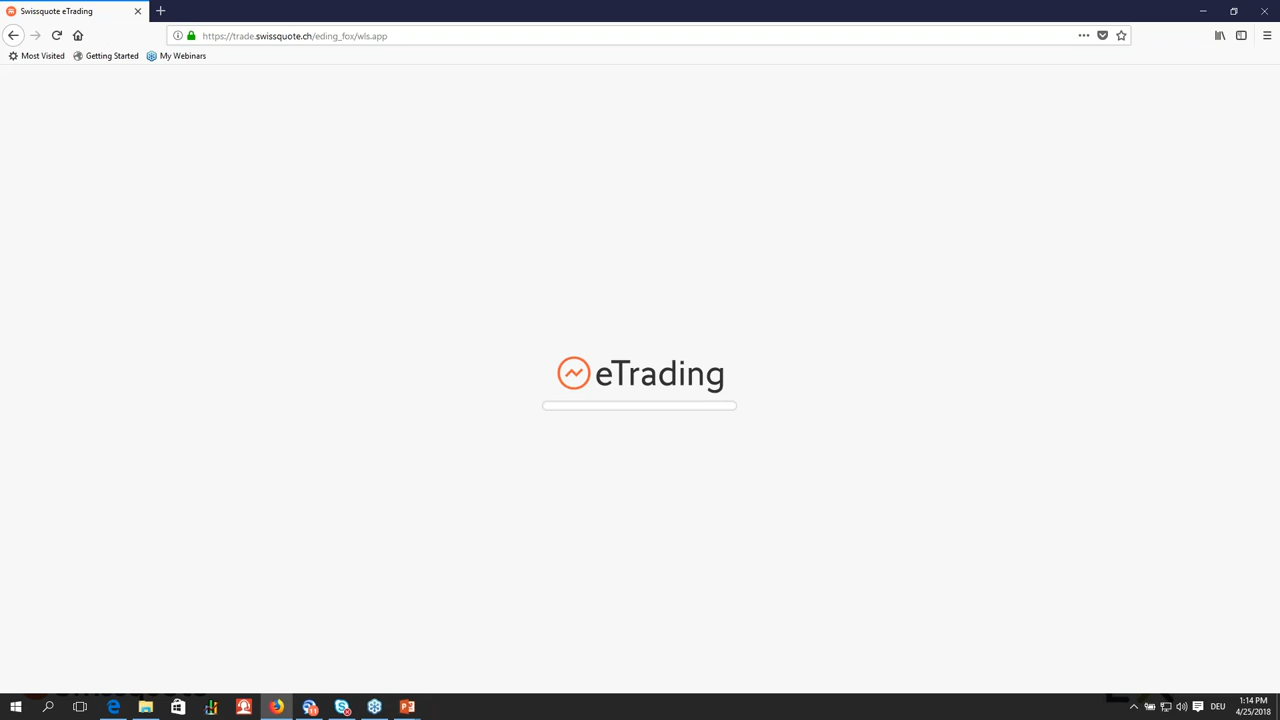 Swissquote eTrading
https://trade.swissquote.ch/eding_fox/wls.app
Most Visited Getting Started My Webinars
eTrading
DEU
1:14 PM
4/25/2018